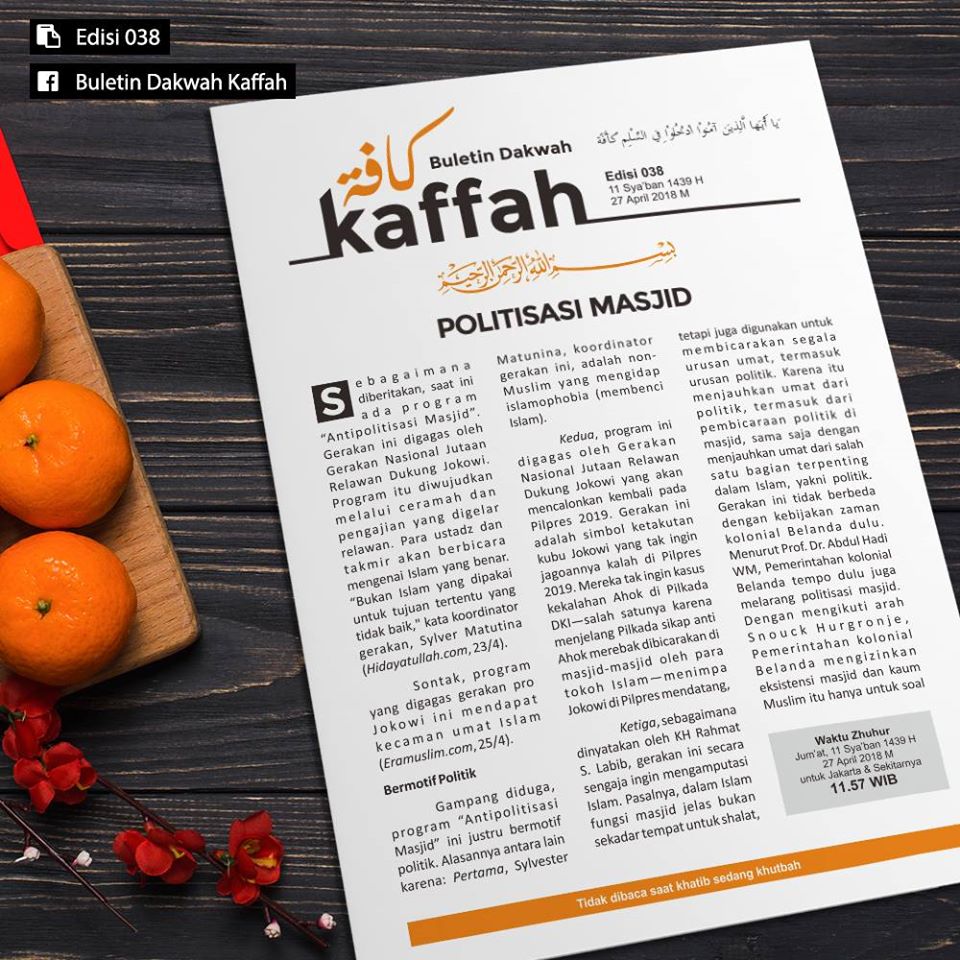 Edisi 038
Buletin Dakwah Kaffah
كافة
Buletin Dakwah
kaffah
يَا أَيُّهَا الَّذِينَ آمَنُوا ادْخُلُوا فِي السِّلْمِ كَافَّةً
Edisi 038
11 Sya'ban 1439 H
27 April 2018 M
بِسْمِ اللهِ الرَّحْمٰنِ الرَّحِيْمِ
POLITISASI MASJID
Sebagaimana
diberitakan, saat ini
ada program
“Antipolitisasi Masjid”.
Gerakan ini digagas oleh
Gerakan Nasional Jutaan
Relawan Dukung Jokowi.
Program itu diwujudkan
melalui ceramah dan
pengajian yang digelar
relawan. Para ustadz dan
takmir akan berbicara
mengenai Islam yang benar.
“Bukan Islam yang dipakai
untuk tujuan tertentu yang
tidak baik," kata koordinator
gerakan, Sylver Matutina
(Hidayatullah.com, 23/4).
Sontak, program
yang digagas gerakan pro
Jokowi ini mendapat
kecaman umat Islam
(Eramuslim.com, 25/4).
Bermotif Politik
Gampang diduga,
program “Antipolitisasi
Masjid” ini justru bermotif
politik. Alasannya antara lain
karena: Pertama, Sylvester
Matunina, koordinator
gerakan ini, adalah non-
Muslim yang mengidap
islamophobia (membenci
Islam).
Kedua, program ini
digagas oleh Gerakan
Nasional Jutaan Relawan
Dukung Jokowi yang akan
mencalonkan kembali pada
Pilpres 2019. Gerakan ini
adalah simbol ketakutan
kubu Jokowi yang tak ingin
jagoannya kalah di Pilpres
2019. Mereka tak ingin kasus
kekalahan Ahok di Pilkada
DKI—salah satunya karena
menjelang Pilkada sikap anti
Ahok merebak dibicarakan di
masjid-masjid oleh para
tokoh Islam—menimpa
Jokowi di Pilpres mendatang,
Ketiga, sebagaimana
dinyatakan oleh KH Rahmat
S. Labib, gerakan ini secara
sengaja ingin mengamputasi
Islam. Pasalnya, dalam Islam
fungsi masjid jelas bukan
sekadar tempat untuk shalat,
tetapi juga digunakan untuk
membicarakan segala
urusan umat, termasuk
urusan politik. Karena itu
menjauhkan umat dari
politik, termasuk dari
pembicaraan politik di
masjid, sama saja dengan
menjauhkan umat dari salah
satu bagian terpenting
dalam Islam, yakni politik.
Gerakan ini tidak berbeda
dengan kebijakan zaman
kolonial Belanda dulu.
Menurut Prof. Dr. Abdul Hadi
WM, Pemerintahan kolonial
Belanda tempo dulu juga
melarang politisasi masjid.
Dengan mengikuti arah
Snouck Hurgronje,
Pemerintahan kolonial
Belanda mengizinkan
eksistensi masjid dan kaum
Muslim itu hanya untuk soal
Waktu Zhuhur
Jum'at, 11 Sya'ban 1439 H
27 April 2018 M
untuk Jakarta & Sekitarnya
11.57 WIB
Tidak dibaca saat khatib sedang khutbah